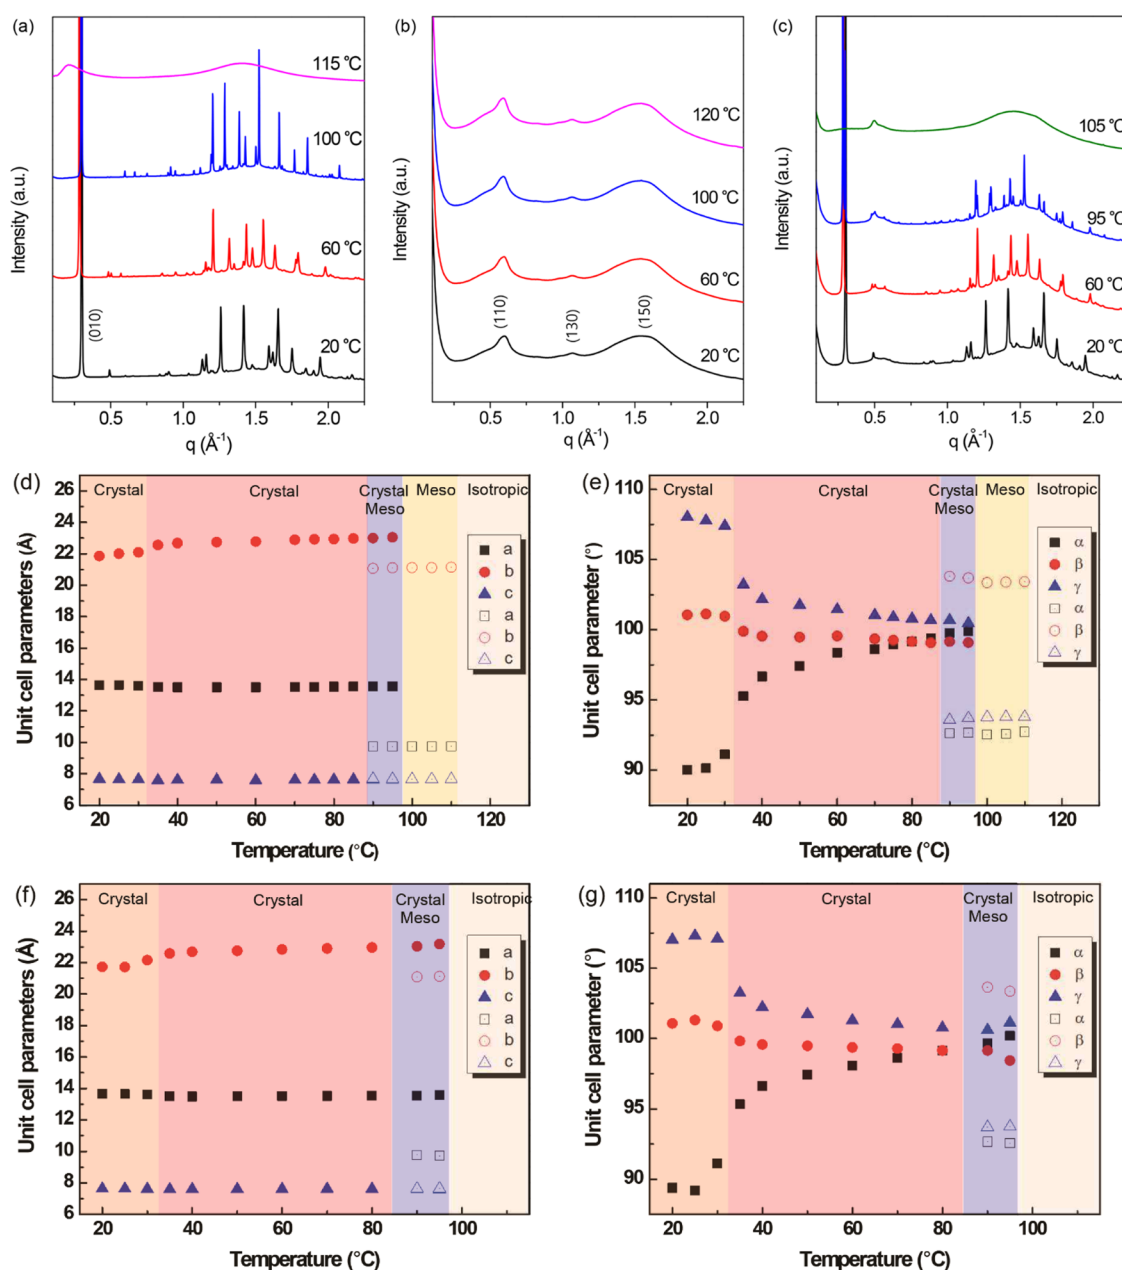 (a)
115 °C
100 °C
60 °C
(010)
20 °C
Intensity (a.u.)
0.5 1.0 1.5 2.0
q (Å-1)
(b)
120 °C
100 °C
60 °C
(110)
(130)
(150)
20 °C
Intensity (a.u.)
0.5 1.0 1.5 2.0
q (Å-1)
(c)
105 °C
95 °C
60 °C
20 °C
Intensity (a.u.)
0.5 1.0 1.5 2.0
q (Å-1)
(d)
Crystal Crystal Crystal Meso Isotropic
Meso
a
b
c
a
b
c
26
24
22
20
18
16
14
12
10
8
6
Unit cell parameters (Å)
20 40 60 80 100 120
Temperature (°C)
(e)
Crystal Crystal Crystal Meso Isotropic
Meso
α
β
γ
α
β
γ
110
105
100
95
90
Unit cell parameter (°)
20 40 60 80 100 120
Temperature (°C)
(f)
Crystal Crystal Crystal Isotropic
Meso
a
b
c
a
b
c
26
24
22
20
18
16
14
12
10
8
6
Unit cell parameters (Å)
20 40 60 80 100
Temperature (°C)
(g)
Crystal Crystal Crystal Isotropic
Meso
α
β
γ
α
β
γ
110
105
100
95
90
Unit cell parameter (°)
20 40 60 80 100
Temperature (°C)